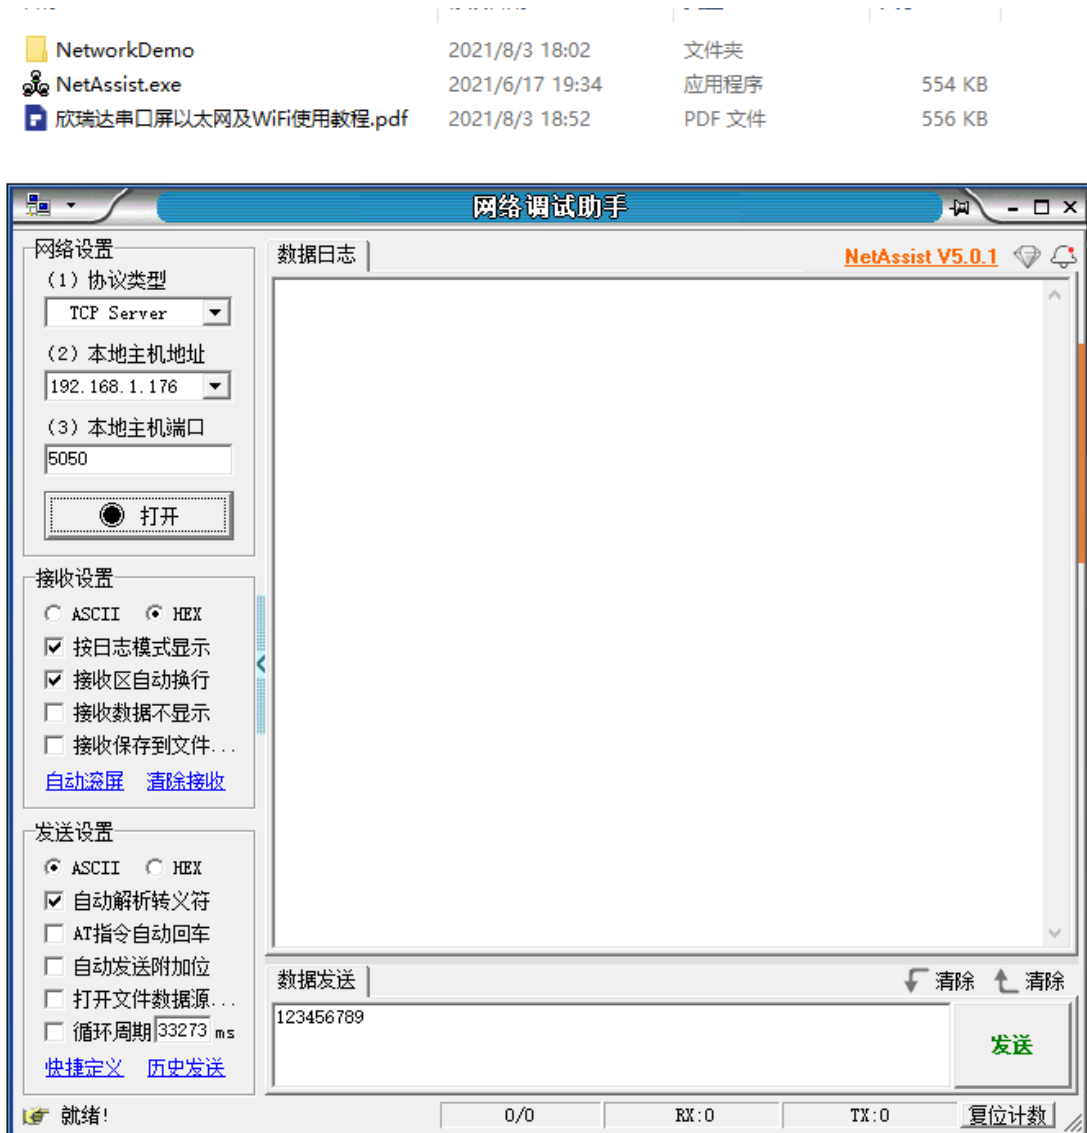 NetworkDemo 2021/8/3 18:02 文件夹
NetAssist.exe 2021/6/17 19:34 应用程序 554 KB
欣瑞达串口屏以太网及WiFi使用教程.pdf 2021/8/3 18:52 PDF 文件 556 KB
网络调试助手
网络设置
(1) 协议类型
TCP Server
(2) 本地主机地址
192.168.1.176
(3) 本地主机端口
5050
打开
接收设置
ASCII HEX
按日志模式显示
接收区自动换行
接收数据不显示
接收保存到文件...
自动滚屏 清除接收
发送设置
ASCII HEX
自动解析转义符
AT指令自动回车
自动发送附加位
打开文件数据源...
循环周期 33273 ms
快捷定义 历史发送
数据日志
NetAssist V5.0.1
数据发送
清除 清除
123456789
发送
就绪! 0/0 RX:0 TX:0 复位计数